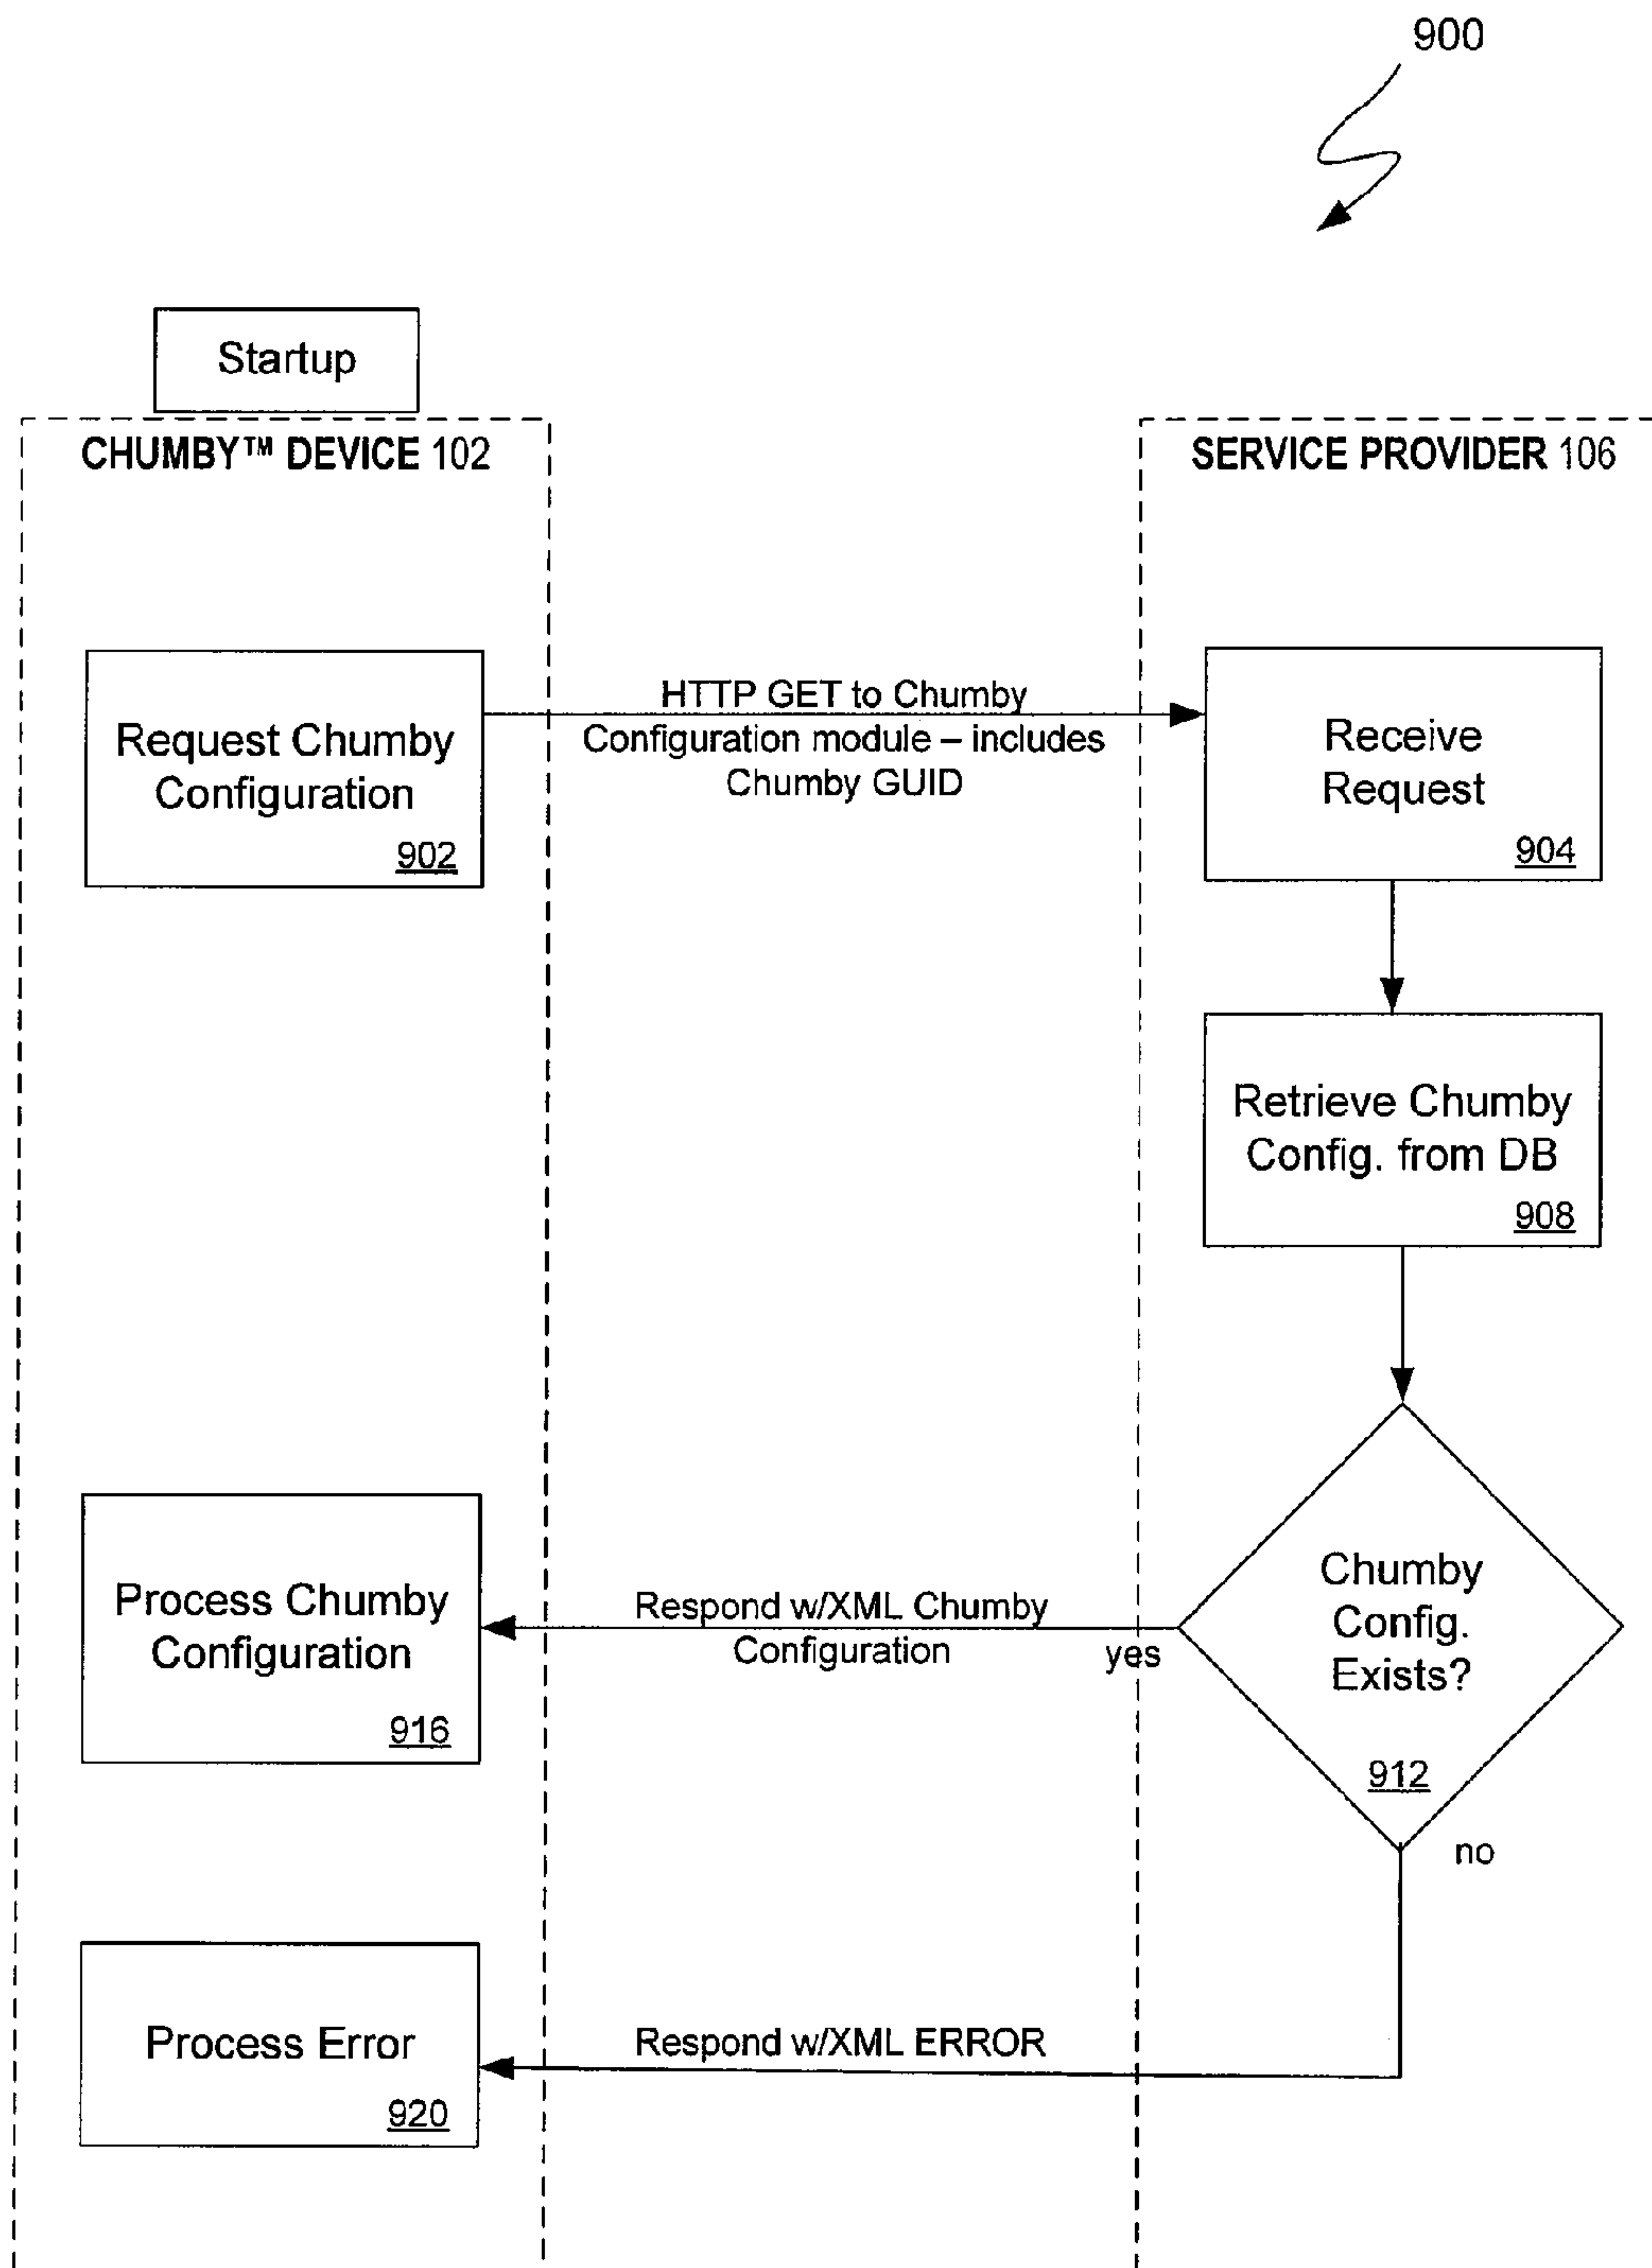 900
Startup
CHUMBY™ DEVICE 102
SERVICE PROVIDER 106
Request Chumby
Configuration
902
HTTP GET to Chumby
Configuration module – includes
Chumby GUID
Receive
Request
904
Retrieve Chumby
Config. from DB
908
Chumby
Config.
Exists?
912
yes
no
Respond w/XML Chumby
Configuration
Process Chumby
Configuration
916
Respond w/XML ERROR
Process Error
920